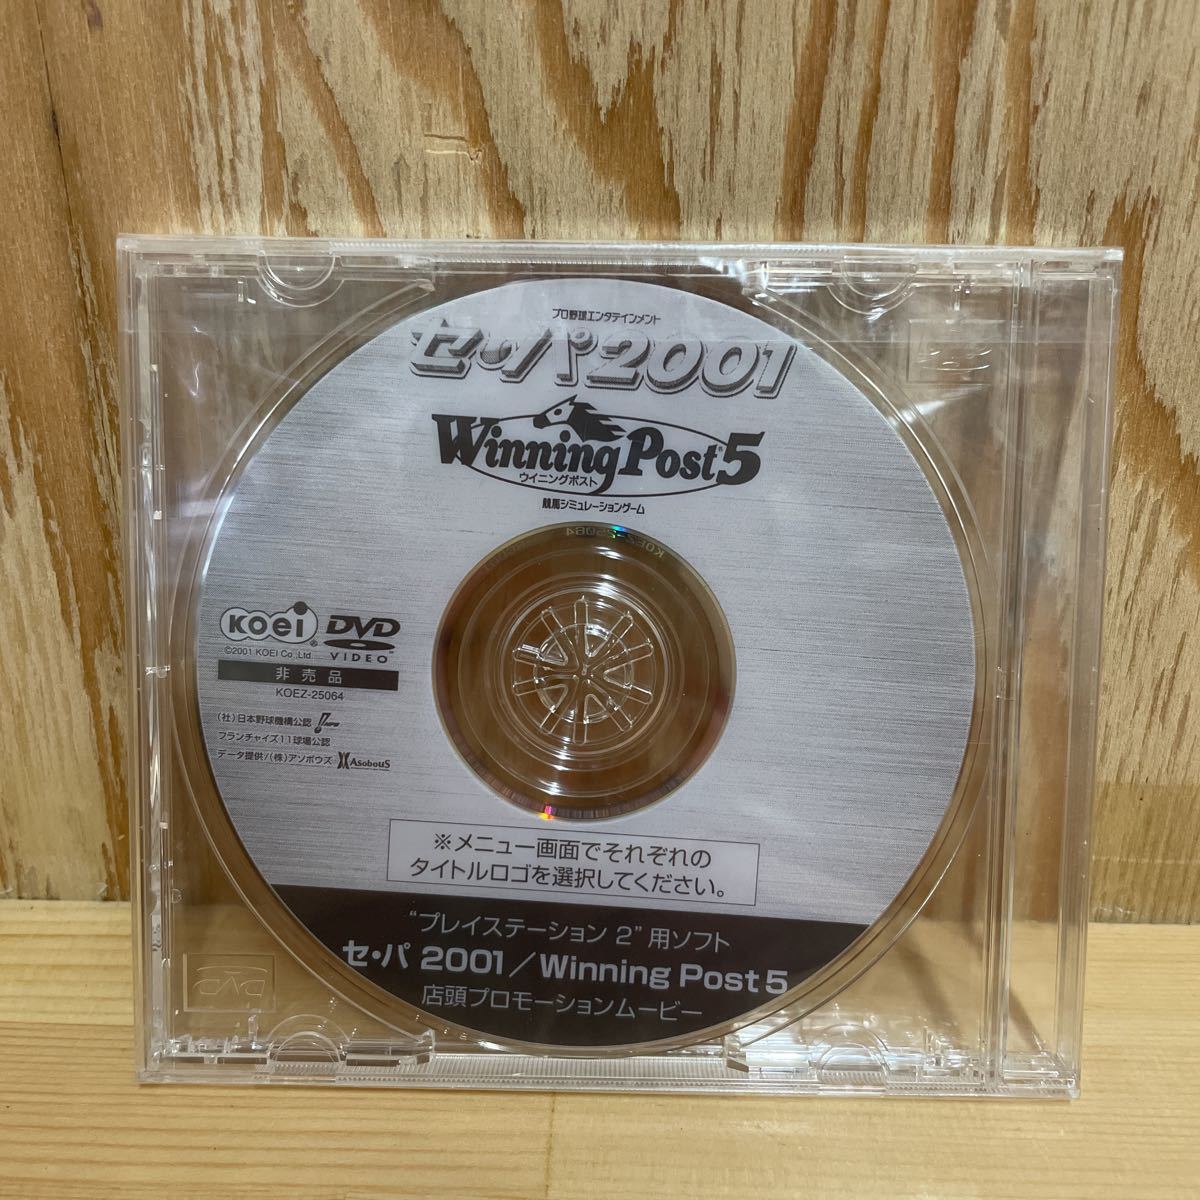 プロ野球エンタテインメント
セ・パ2001
Winning Post 5
ウイニングポスト
競馬シミュレーションゲーム
KOEI
DVD
VIDEO
©2001 KOEI Co.,Ltd
非売品
KOEZ-25064
(社)日本野球機構公認
フランチャイズ11球場公認
データ提供/(株)アソボウズ AsobouS
※メニュー画面でそれぞれの
タイトルロゴを選択してください。
“プレイステーション 2”用ソフト
セ・パ 2001／Winning Post 5
店頭プロモーションムービー
DVD